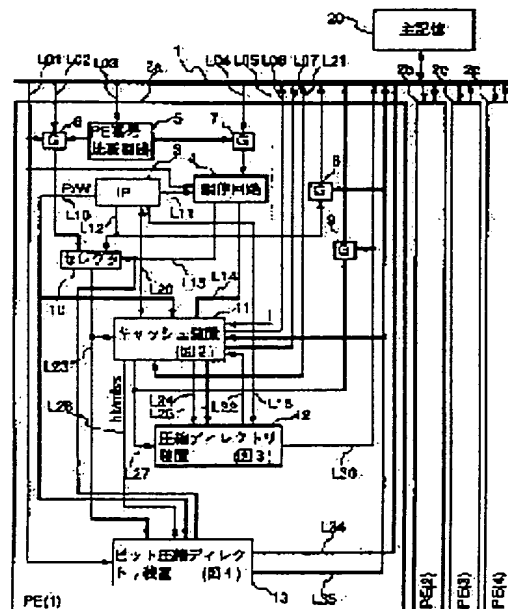 20
主記憶
L01
L02
L03
1
2a
L04
L05
L06
L07
L21
2b
2c
6
G
PE番号
比較回路
5
7
G
3
4
R/W
IP
L11
制御回路
8
G
9
G
L10
L12
セレクタ
10
L20
L13
L14
11
キャッシュ装置
(図2)
L23
L26
hit/miss
L24
L25
L22
L15
12
L27
圧縮ディレクトリ
装置
(図3)
L30
ビット圧縮ディレク
トリ装置
(図4)
L34
L35
13
PE(1)
PE(2)
PE(3)
PE(4)